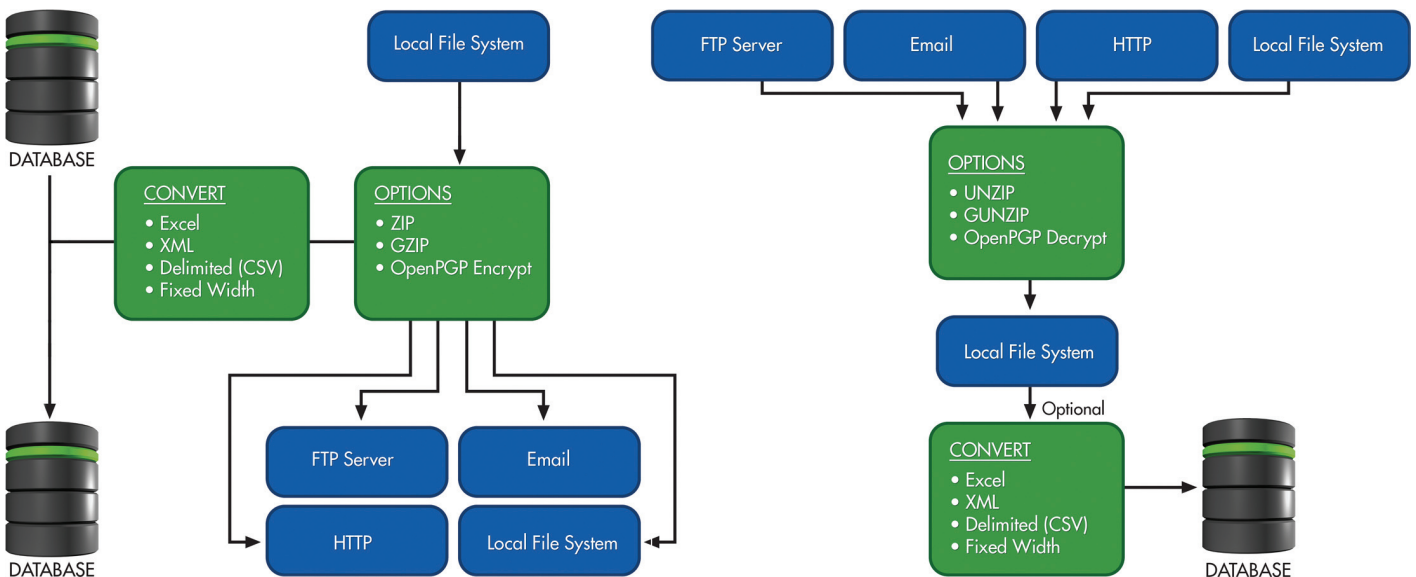 DATABASE
Local File System
CONVERT
• Excel
• XML
• Delimited (CSV)
• Fixed Width
OPTIONS
• ZIP
• GZIP
• OpenPGP Encrypt
FTP Server
Email
HTTP
Local File System
DATABASE
FTP Server
Email
HTTP
Local File System
OPTIONS
• UNZIP
• GUNZIP
• OpenPGP Decrypt
Local File System
Optional
CONVERT
• Excel
• XML
• Delimited (CSV)
• Fixed Width
DATABASE